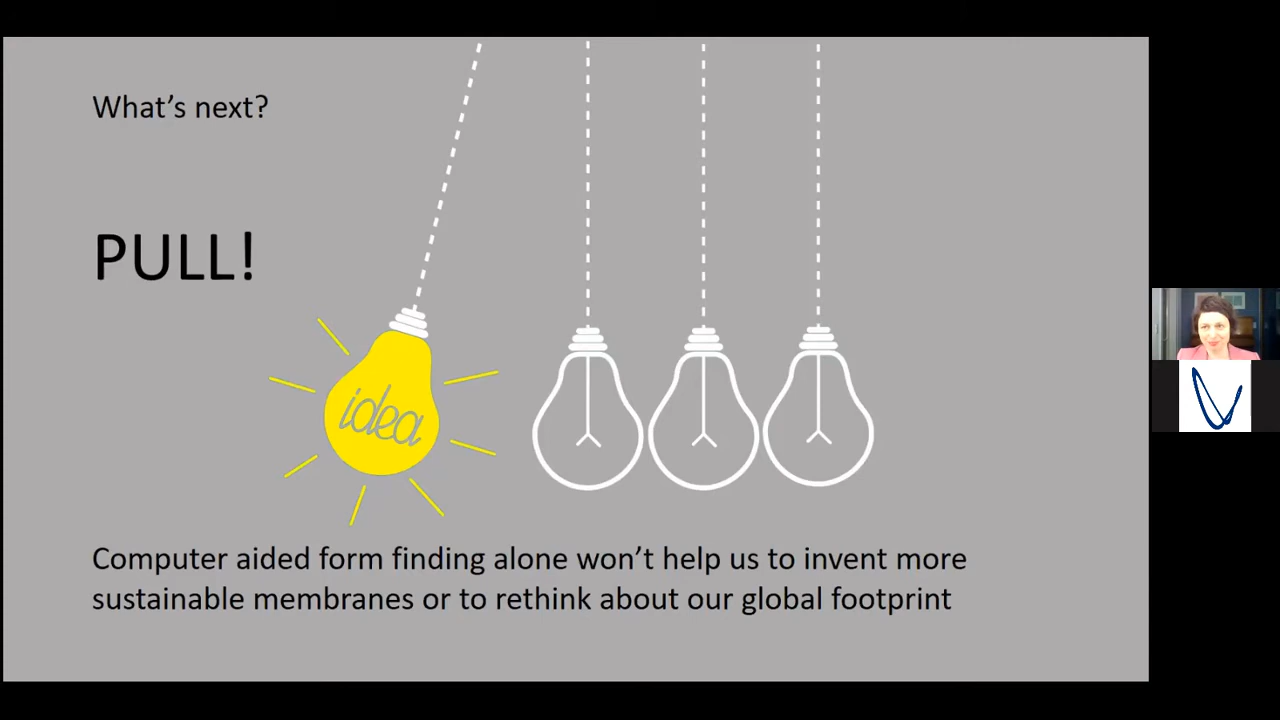 What's next?
PULL!
idea
Computer aided form finding alone won't help us to invent more
sustainable membranes or to rethink about our global footprint